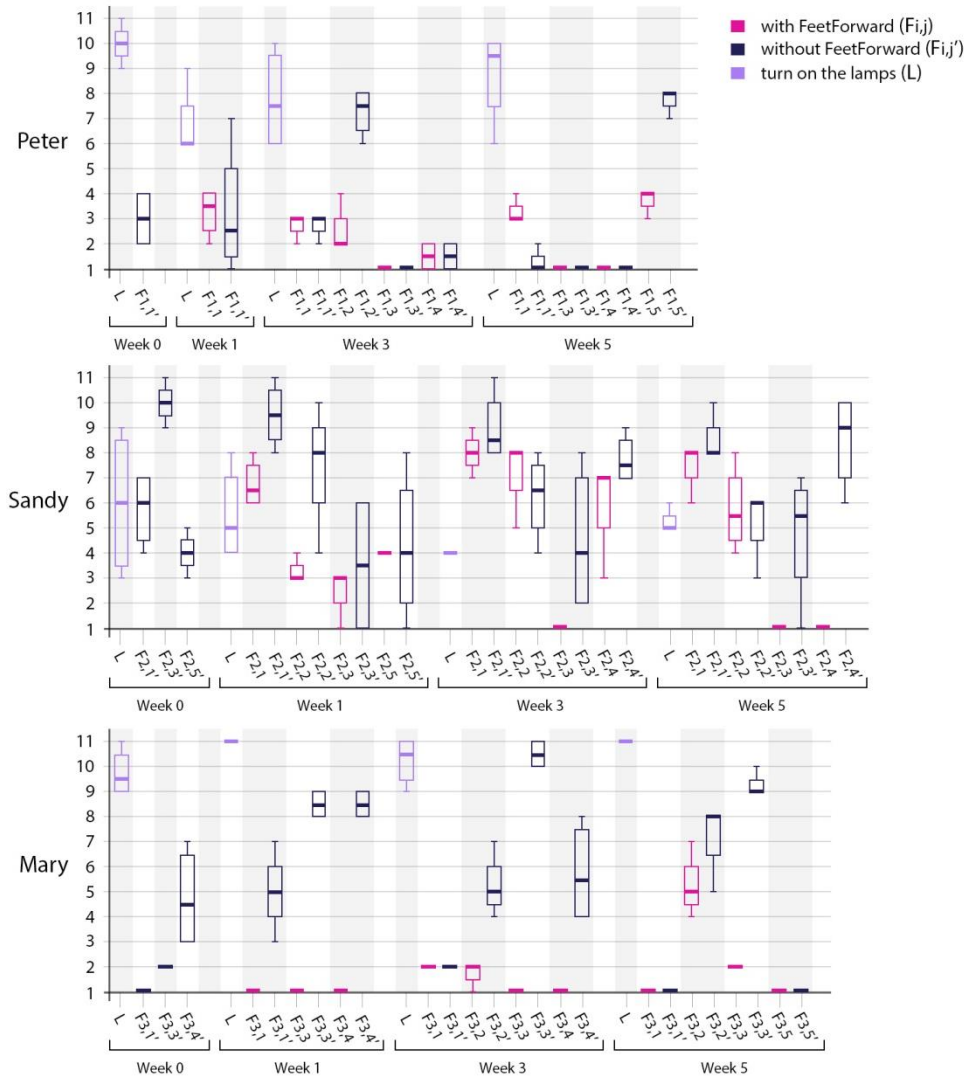 with FeetForward (Fi,j)
without FeetForward (Fi,j’)
turn on the lamps (L)
Peter
11
10
9
8
7
6
5
4
3
2
1
L F1,1’ L F1,1 F1,1’ L F1,1 F1,1’ F1,2 F1,2’ F1,3 F1,3’ F1,4 F1,4’ L F1,1 F1,1’ F1,3 F1,3’ F1,4 F1,4’ F1,5 F1,5’
Week 0 Week 1 Week 3 Week 5
Sandy
11
10
9
8
7
6
5
4
3
2
1
L F2,1’ F2,3’ F2,5’ L F2,1 F2,1’ F2,2 F2,2’ F2,3 F2,3’ F2,5 F2,5’ L F2,1 F2,1’ F2,2 F2,2’ F2,3 F2,3’ F2,4 F2,4’ L F2,1 F2,1’ F2,2 F2,2’ F2,3 F2,3’ F2,4 F2,4’
Week 0 Week 1 Week 3 Week 5
Mary
11
10
9
8
7
6
5
4
3
2
1
L F3,1’ F3,3’ F3,4’ L F3,1 F3,1’ F3,3 F3,3’ F3,4 F3,4’ L F3,1 F3,1’ F3,2 F3,2’ F3,3 F3,3’ F3,4 F3,4’ L F3,1 F3,1’ F3,2 F3,2’ F3,3 F3,3’ F3,5 F3,5’
Week 0 Week 1 Week 3 Week 5